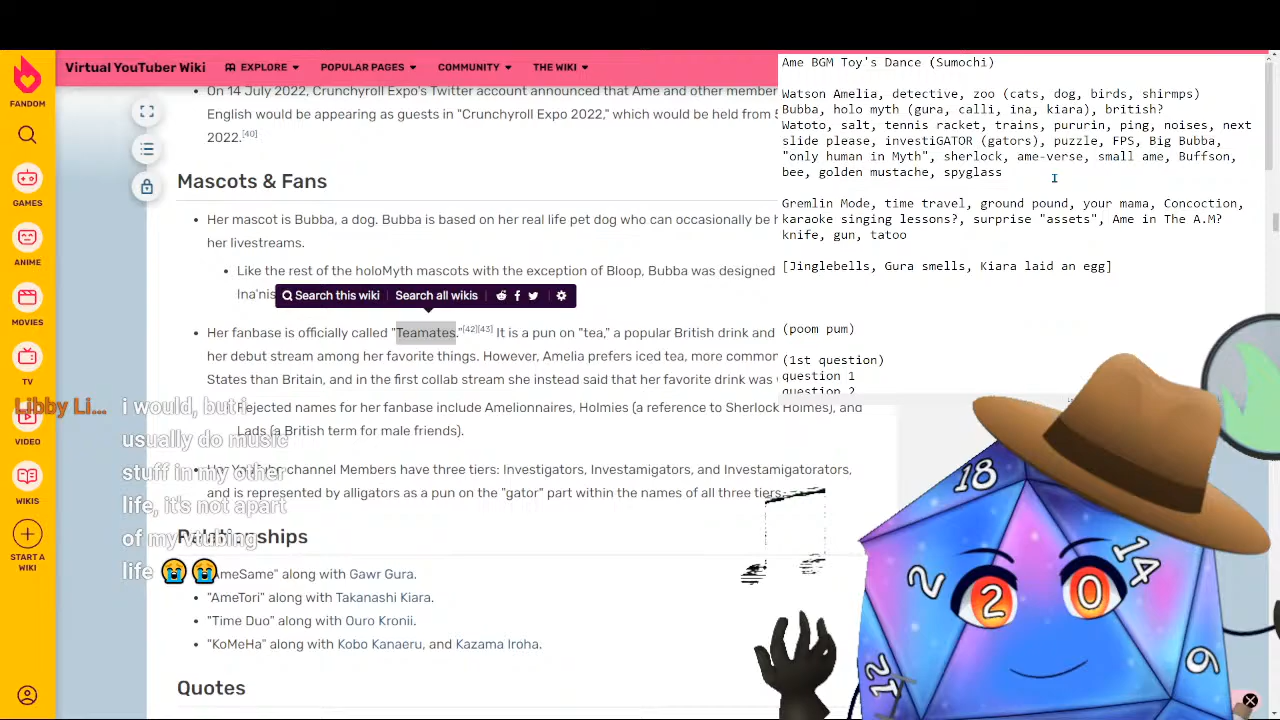 Virtual YouTuber Wiki
EXPLORE
POPULAR PAGES
COMMUNITY
THE WIKI
FANDOM
GAMES
ANIME
MOVIES
TV
VIDEO
WIKIS
START A
WIKI
On 14 July 2022, Crunchyroll Expo's Twitter account announced that Ame and other member
English would be appearing as guests in "Crunchyroll Expo 2022," which would be held from 5
2022.[40]
Mascots & Fans
Her mascot is Bubba, a dog. Bubba is based on her real life pet dog who can occasionally be h
her livestreams.
Like the rest of the holoMyth mascots with the exception of Bloop, Bubba was designed
Ina'nis
Search this wiki
Search all wikis
Her fanbase is officially called "Teamates."[42][43] It is a pun on "tea," a popular British drink and
her debut stream among her favorite things. However, Amelia prefers iced tea, more common
States than Britain, and in the first collab stream she instead said that her favorite drink was
Rejected names for her fanbase include Amelionnaires, Holmies (a reference to Sherlock Holmes), and
Lads (a British term for male friends).
YouTube channel Members have three tiers: Investigators, Investamigators, and Investamigatorators,
and is represented by alligators as a pun on the "gator" part within the names of all three tiers.
Relationships
"AmeSame" along with Gawr Gura.
"AmeTori" along with Takanashi Kiara.
"Time Duo" along with Ouro Kronii.
"KoMeHa" along with Kobo Kanaeru, and Kazama Iroha.
Quotes
Libby Li...
i would, but i
usually do music
stuff in my other
life, it's not apart
of my vtubing
life 😭 😭
Ame BGM Toy's Dance (Sumochi)
Watson Amelia, detective, zoo (cats, dog, birds, shirmps)
Bubba, holo myth (gura, calli, ina, kiara), british?
Watoto, salt, tennis racket, trains, pururin, ping, noises, next
slide please, investiGATOR (gators), puzzle, FPS, Big Bubba,
"only human in Myth", sherlock, ame-verse, small ame, Buffson,
bee, golden mustache, spyglass
Gremlin Mode, time travel, ground pound, your mama, Concoction,
karaoke singing lessons?, surprise "assets", Ame in The A.M?
knife, gun, tatoo
[Jinglebells, Gura smells, Kiara laid an egg]
(poom pum)
(1st question)
question 1
question 2
18
14
2
2
0
12
9